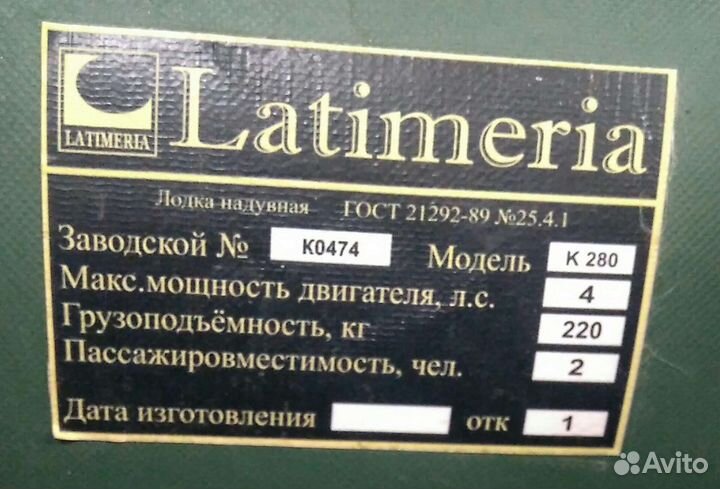 LATIMERIA
Latimeria
Лодка надувная ГОСТ 21292-89 №25.4.1
Заводской № K0474 Модель K 280
Макс.мощность двигателя, л.с. 4
Грузоподъёмность, кг 220
Пассажировместимость, чел. 2
Дата изготовления отк 1
Avito